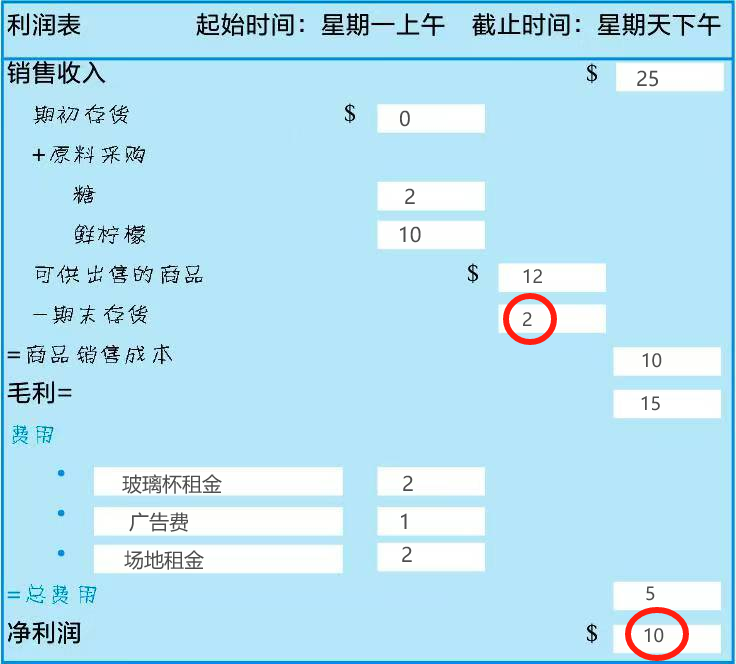 利润表 起始时间：星期一上午 截止时间：星期天下午
销售收入 $ 25
期初存货 $ 0
+原料采购
糖 2
鲜柠檬 10
可供出售的商品 $ 12
－期末存货 2
=商品销售成本 10
毛利= 15
费用
• 玻璃杯租金 2
• 广告费 1
• 场地租金 2
=总费用 5
净利润 $ 10